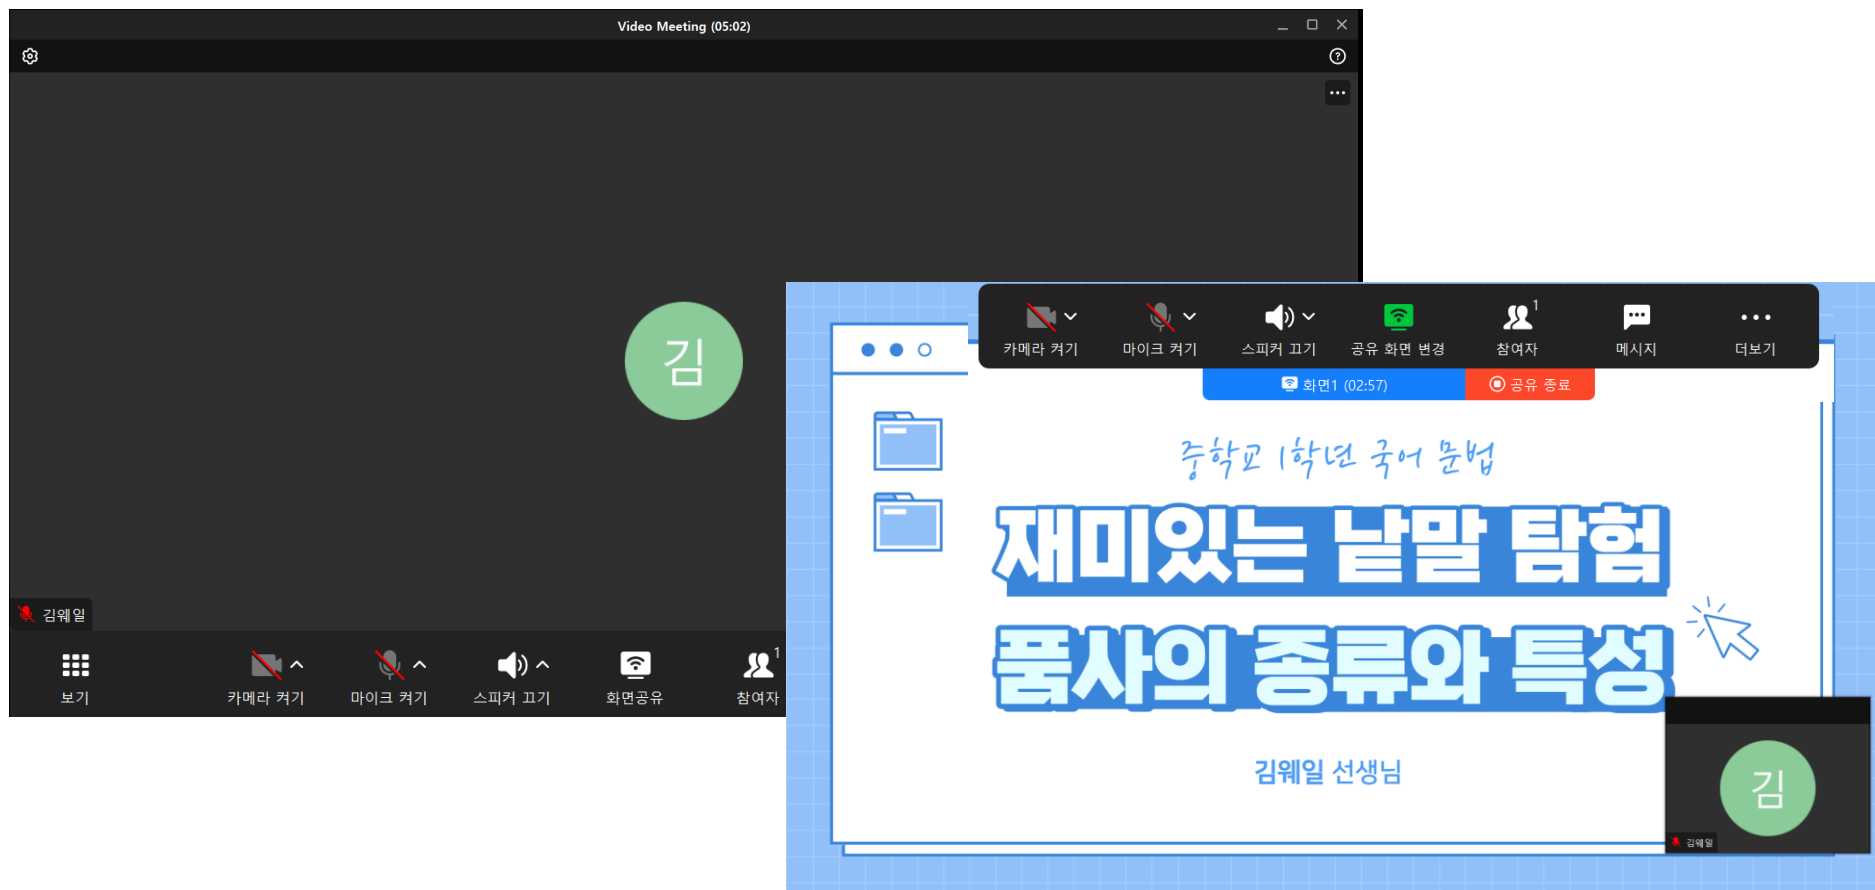 Video Meeting (05:02)
김
김웨일
보기
카메라 켜기
마이크 켜기
스피커 끄기
화면공유
참여자
1
카메라 켜기
마이크 켜기
스피커 끄기
공유 화면 변경
참여자
1
메시지
더보기
화면1 (02:57)
공유 종료
중학교 1학년 국어 문법
재미있는 낱말 탐험
품사의 종류와 특성
김웨일 선생님
김
김웨일